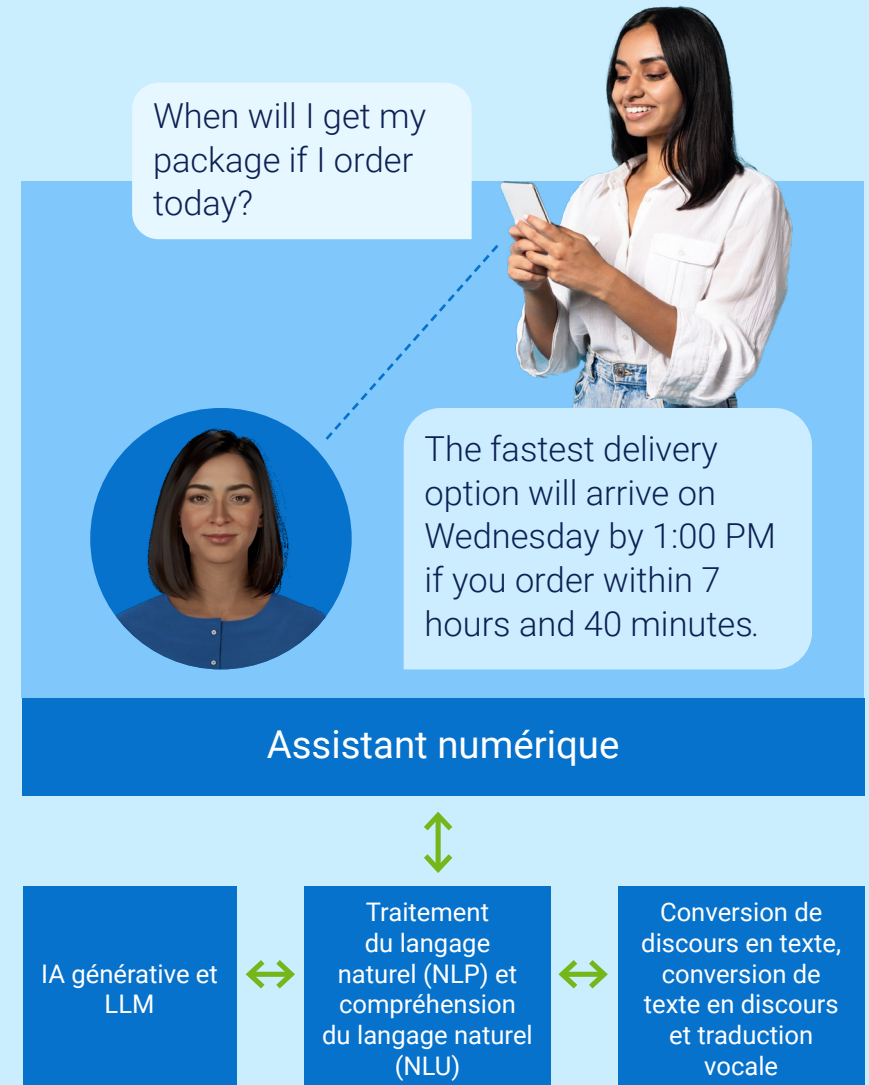 When will I get my
package if I order
today?
The fastest delivery
option will arrive on
Wednesday by 1:00 PM
if you order within 7
hours and 40 minutes.
Assistant numérique
IA générative et
LLM
Traitement
du langage
naturel (NLP) et
compréhension
du langage naturel
(NLU)
Conversion de
discours en texte,
conversion de
texte en discours
et traduction
vocale